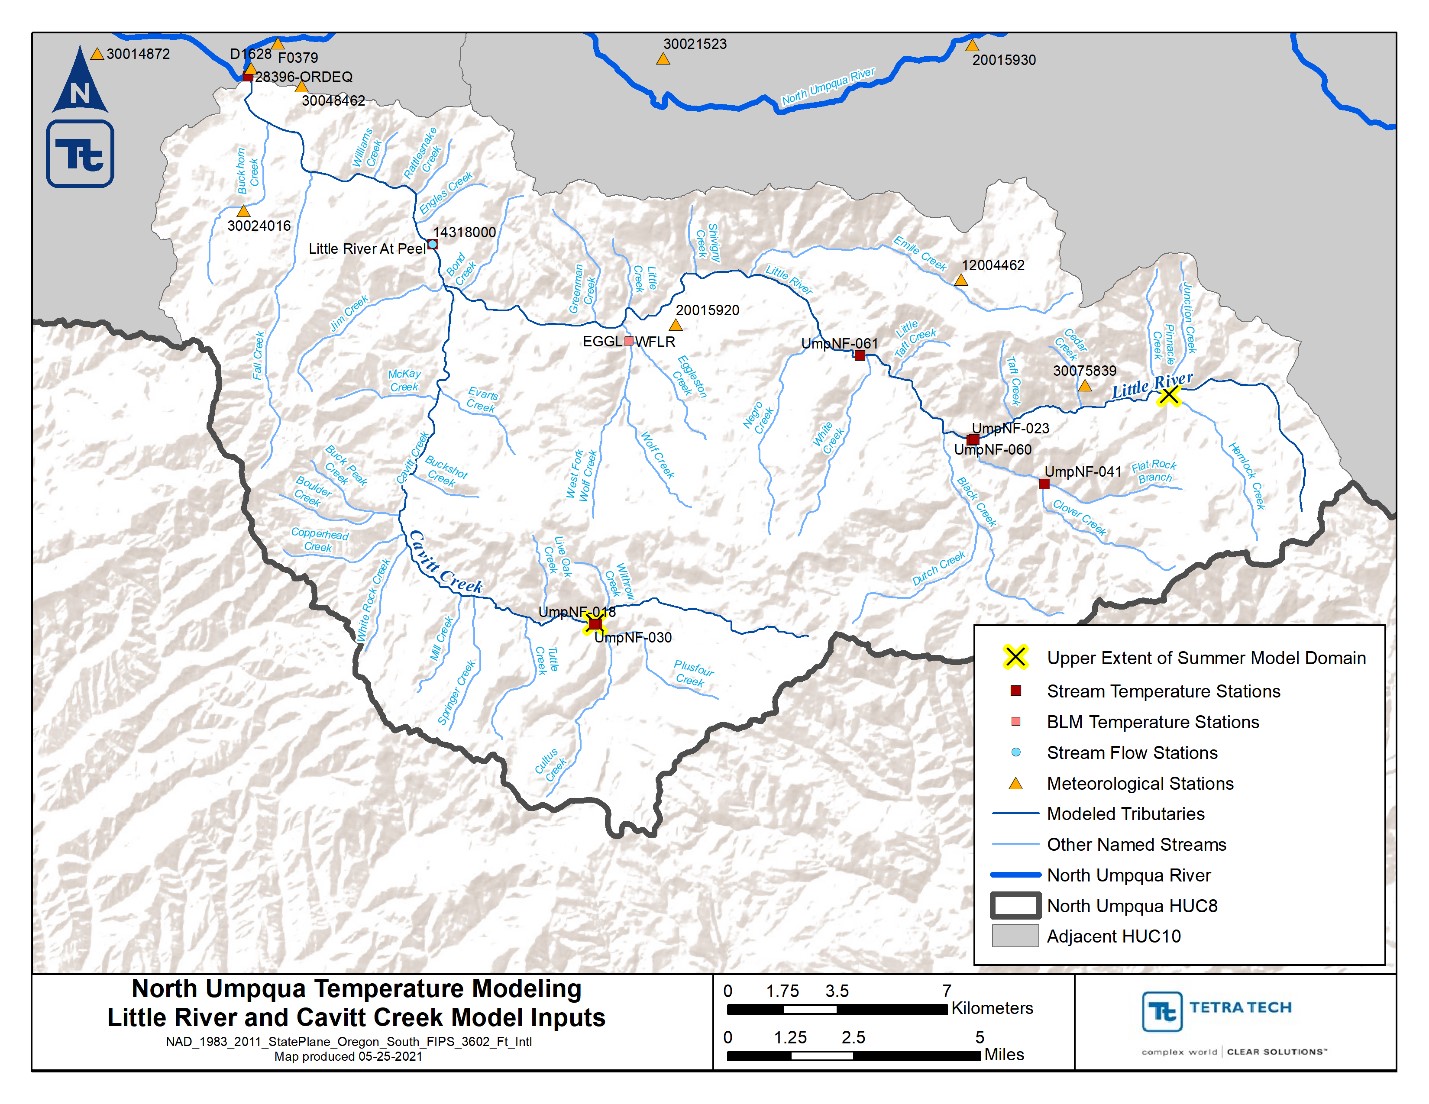 30014872
D1628
F0379
28396-ORDEQ
30048462
30021523
20015930
North Umpqua River
N
Tt
Williams
Creek
Rattlesnake
Creek
Buckhorn
Creek
Engles Creek
30024016
14318000
Little River At Peel
Bond
Creek
Shivigny
Creek
Emile Creek
12004462
Little River
Greenman
Creek
Little
Creek
Junction Creek
Pinnacle
Creek
Jim Creek
20015920
EGGL
WFLR
UmpNF-061
Little
Taft Creek
Cedar
Creek
30075839
Taft Creek
Little River
Fall Creek
McKay
Creek
Evarts
Creek
Eggleston
Creek
Negro
Creek
White
Creek
UmpNF-023
UmpNF-060
Cavitt Creek
Wolf Creek
West Fork
Wolf Creek
Buck Peak
Creek
Buckshot
Creek
Boulder
Creek
UmpNF-041
Flat Rock
Branch
Hemlock Creek
Black Creek
Clover Creek
Copperhead
Creek
Cavitt Creek
Live Oak
Creek
Withrow
Creek
Dutch Creek
White Rock Creek
UmpNF-018
UmpNF-030
Mill Creek
Springer Creek
Tuttle
Creek
Plusfour
Creek
Cultus
Creek
Upper Extent of Summer Model Domain
Stream Temperature Stations
BLM Temperature Stations
Stream Flow Stations
Meteorological Stations
Modeled Tributaries
Other Named Streams
North Umpqua River
North Umpqua HUC8
Adjacent HUC10
North Umpqua Temperature Modeling
Little River and Cavitt Creek Model Inputs
NAD_1983_2011_StatePlane_Oregon_South_FIPS_3602_Ft_Intl
Map produced 05-25-2021
0 1.75 3.5 7
Kilometers
0 1.25 2.5 5
Miles
Tt TETRA TECH
complex world | CLEAR SOLUTIONS™